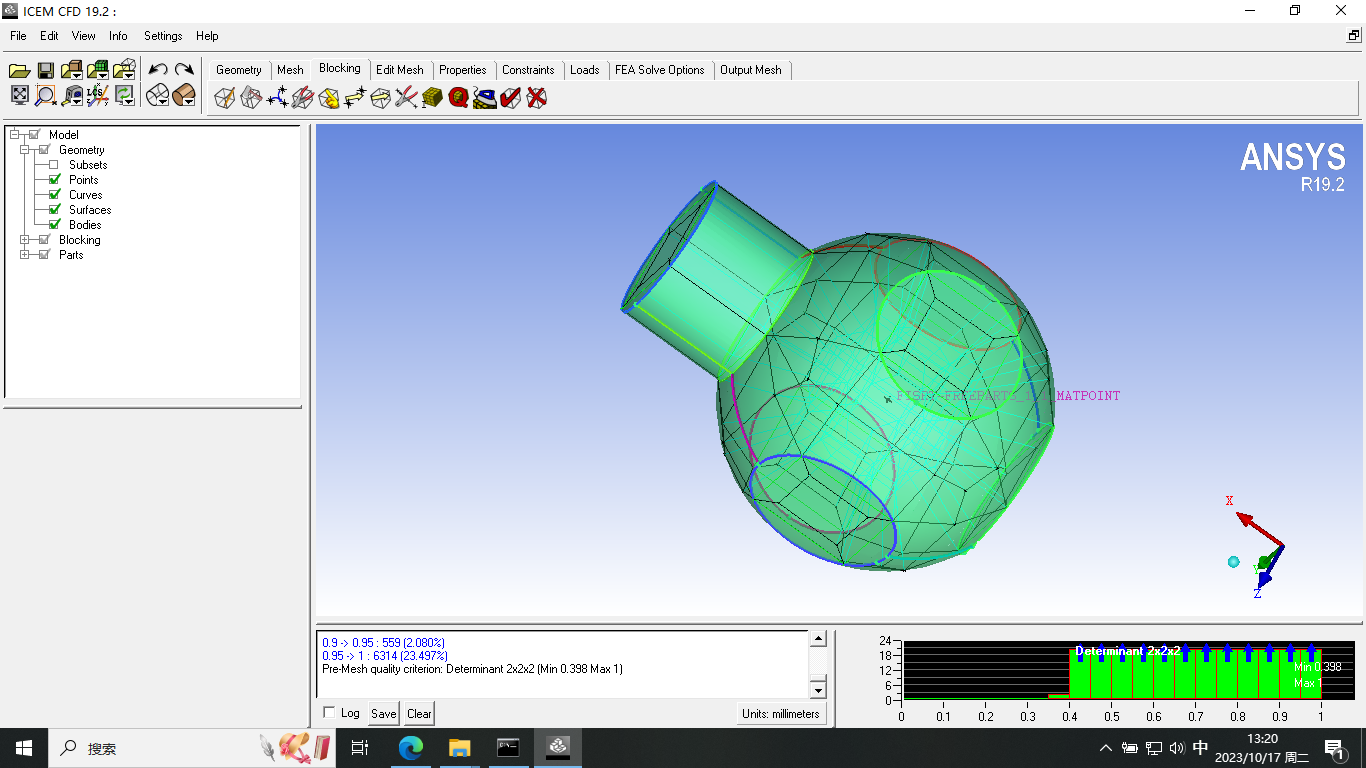 ICEM CFD 19.2 :
File Edit View Info Settings Help
Geometry Mesh Blocking Edit Mesh Properties Constraints Loads FEA Solve Options Output Mesh
Model
Geometry
Subsets
Points
Curves
Surfaces
Bodies
Blocking
Parts
ANSYS
R19.2
MATPOINT
X
Y
Z
0.9 -> 0.95 : 559 (2.080%)
0.95 -> 1 : 6314 (23.497%)
Pre-Mesh quality criterion: Determinant 2x2x2 (Min 0.398 Max 1)
Log Save Clear
Units: millimeters
24
18
12
6
0
Determinant 2x2x2
Min 0.398
Max 1
0 0.1 0.2 0.3 0.4 0.5 0.6 0.7 0.8 0.9 1
搜索
中
13:20
2023/10/17 周二
1